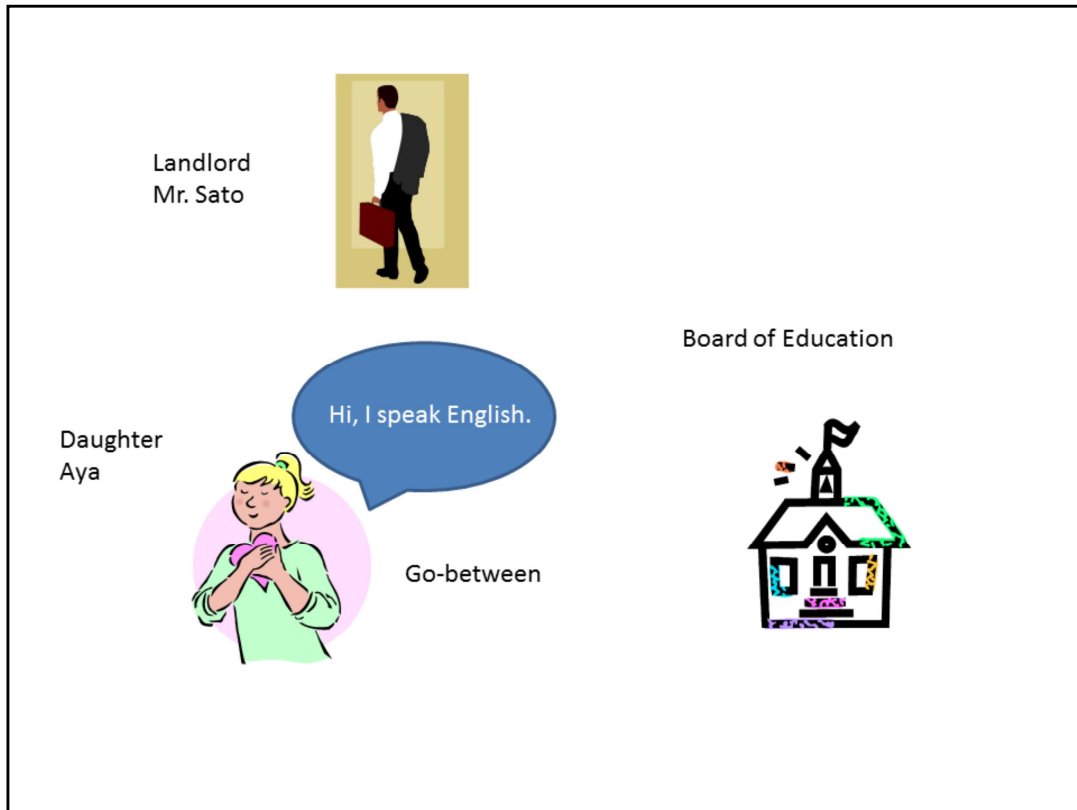 Landlord
Mr. Sato
Board of Education
Hi, I speak English.
Daughter
Aya
Go-between